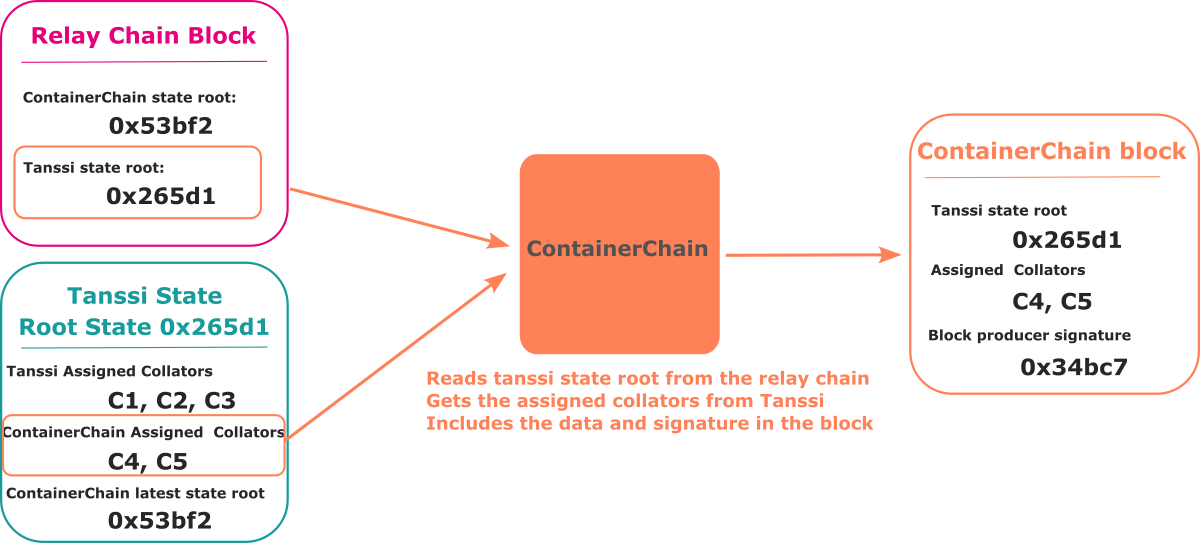 Relay Chain Block
ContainerChain state root:
0x53bf2
Tanssi state root:
0x265d1
Tanssi State
Root State 0x265d1
Tanssi Assigned Collators
C1, C2, C3
ContainerChain Assigned Collators
C4, C5
ContainerChain latest state root
0x53bf2
ContainerChain
Reads tanssi state root from the relay chain
Gets the assigned collators from Tanssi
Includes the data and signature in the block
ContainerChain block
Tanssi state root
0x265d1
Assigned Collators
C4, C5
Block producer signature
0x34bc7